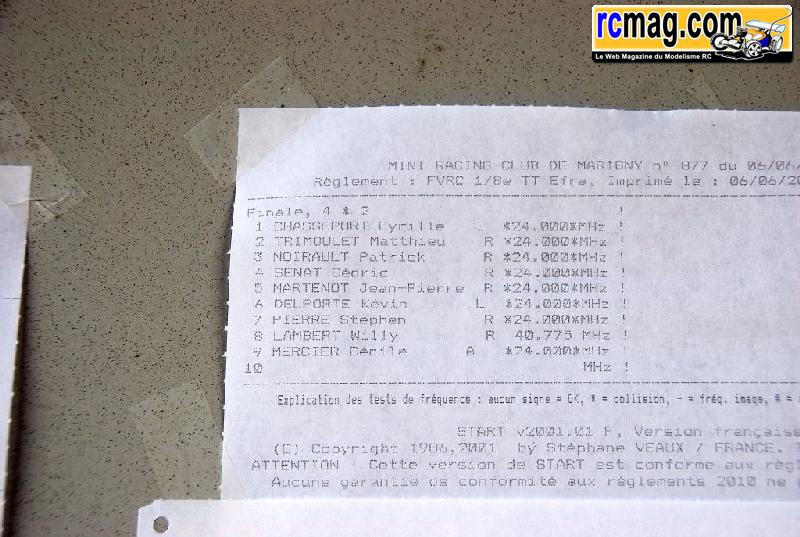 rcmag.com
Le Web Magazine du Modelisme RC
MINI RACING CLUB DE MARIGNY n° 877 du 06/06/
Règlement : FVRC 1/8e TT Efra, Imprimé le : 06/06/20
Finale, 4 * 2 !
1 CHASSEPORT Cyrille L *24.000*MHz !
2 TRIMOULET Matthieu R *24.000*MHz !
3 NOIRAULT Patrick R *24.000*MHz !
4 SENAT Cédric R *24.000*MHz !
5 MARTENOT Jean-Pierre R *24.000*MHz !
6 DELPORTE Kévin L *24.000*MHz !
7 PIERRE Stephen R *24.000*MHz !
8 LAMBERT Willy R 40.775 MHz !
9 MERCIER Cécile A *24.000*MHz !
10 MHz !
Explication des tests de fréquence : aucun signe = OK, * = collision, - = fréq. image, # =
START v2001.01 F, Version française
(C) Copyright 1986,2001 by Stéphane VEAUX / FRANCE.
ATTENTION ! Cette version de START est conforme aux règl
Aucune garantie de conformité aux règlements 2010 ne